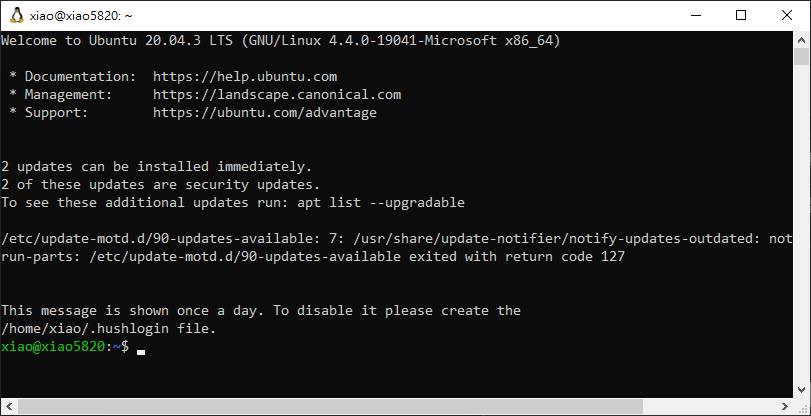 xiao@xiao5820: ~
Welcome to Ubuntu 20.04.3 LTS (GNU/Linux 4.4.0-19041-Microsoft x86_64)
* Documentation:  https://help.ubuntu.com
* Management:     https://landscape.canonical.com
* Support:        https://ubuntu.com/advantage
2 updates can be installed immediately.
2 of these updates are security updates.
To see these additional updates run: apt list --upgradable
/etc/update-motd.d/90-updates-available: 7: /usr/share/update-notifier/notify-updates-outdated: not
run-parts: /etc/update-motd.d/90-updates-available exited with return code 127
This message is shown once a day. To disable it please create the
/home/xiao/.hushlogin file.
xiao@xiao5820:~$